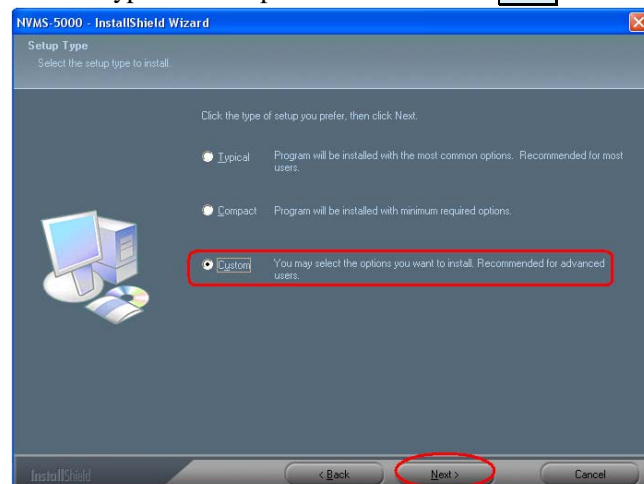 NVMS-5000 - InstallShield Wizard
Setup Type
Select the setup type to install.
Click the type of setup you prefer, then click Next.
Typical Program will be installed with the most common options. Recommended for most
users.
Compact Program will be installed with minimum required options.
Custom You may select the options you want to install. Recommended for advanced
users.
InstallShield
< Back Next > Cancel